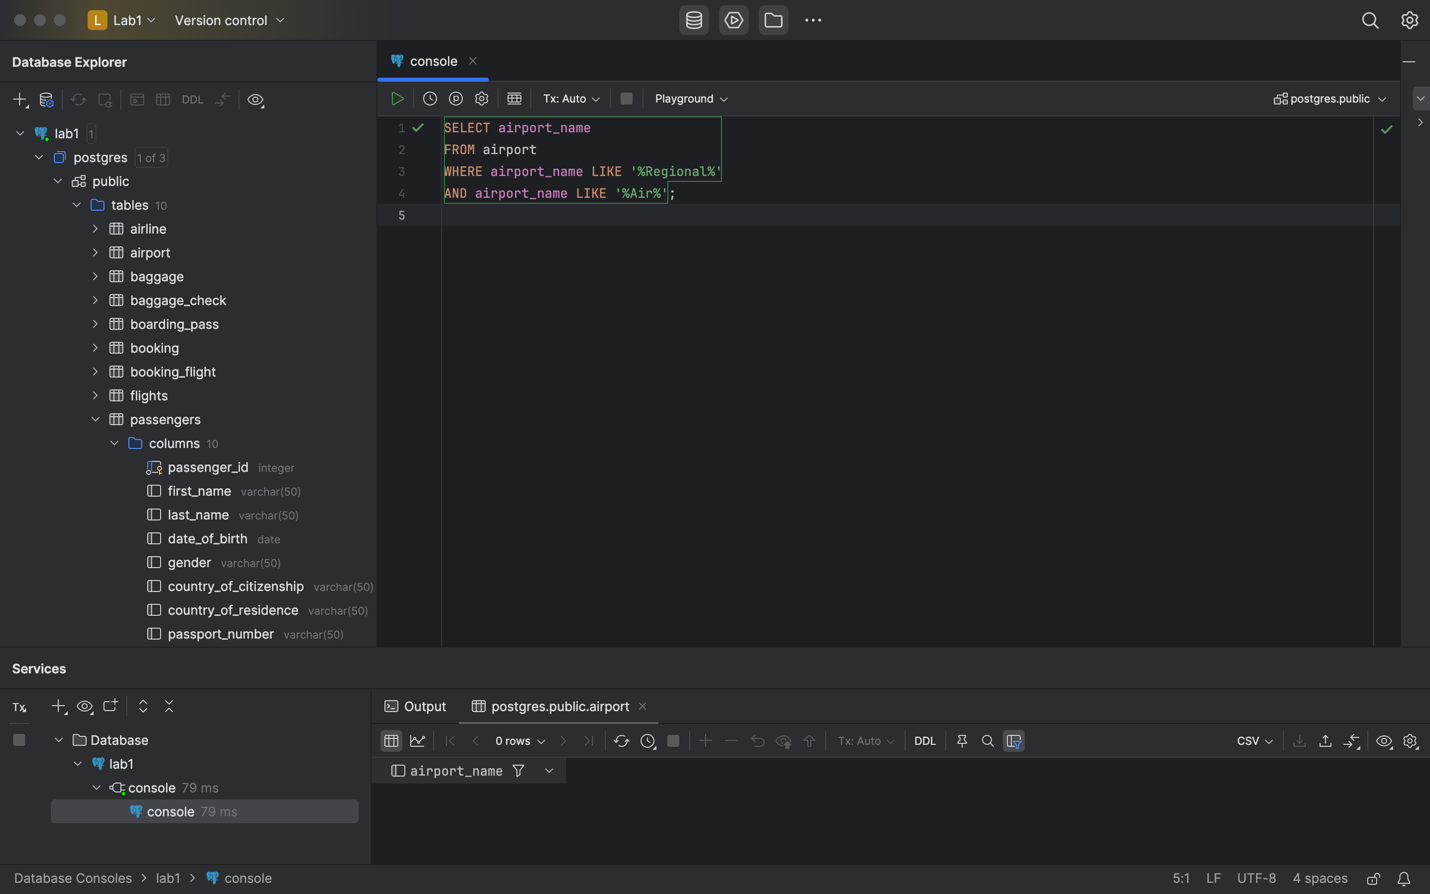 L Lab1 Version control
Database Explorer
DDL
lab1 1
postgres 1 of 3
public
tables 10
airline
airport
baggage
baggage_check
boarding_pass
booking
booking_flight
flights
passengers
columns 10
passenger_id integer
first_name varchar(50)
last_name varchar(50)
date_of_birth date
gender varchar(50)
country_of_citizenship varchar(50)
country_of_residence varchar(50)
passport_number varchar(50)
console
Tx: Auto Playground postgres.public
1 SELECT airport_name
2 FROM airport
3 WHERE airport_name LIKE '%Regional%'
4 AND airport_name LIKE '%Air%';
5
Services
Tx
Database
lab1
console 79 ms
console 79 ms
Output postgres.public.airport
0 rows Tx: Auto DDL CSV
airport_name
Database Consoles > lab1 > console
5:1 LF UTF-8 4 spaces